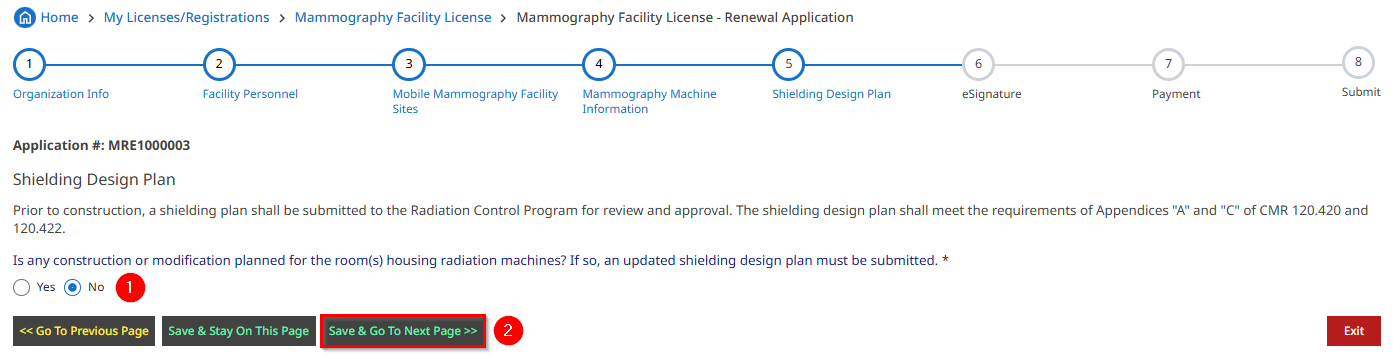 Home > My Licenses/Registrations > Mammography Facility License > Mammography Facility License - Renewal Application
1 2 3 4 5 6 7 8
Organization Info Facility Personnel Mobile Mammography Facility Sites Mammography Machine Information Shielding Design Plan eSignature Payment Submit
Application #: MRE1000003
Shielding Design Plan
Prior to construction, a shielding plan shall be submitted to the Radiation Control Program for review and approval. The shielding design plan shall meet the requirements of Appendices "A" and "C" of CMR 120.420 and
120.422.
Is any construction or modification planned for the room(s) housing radiation machines? If so, an updated shielding design plan must be submitted. *
Yes No 1
<< Go To Previous Page Save & Stay On This Page Save & Go To Next Page >> 2 Exit